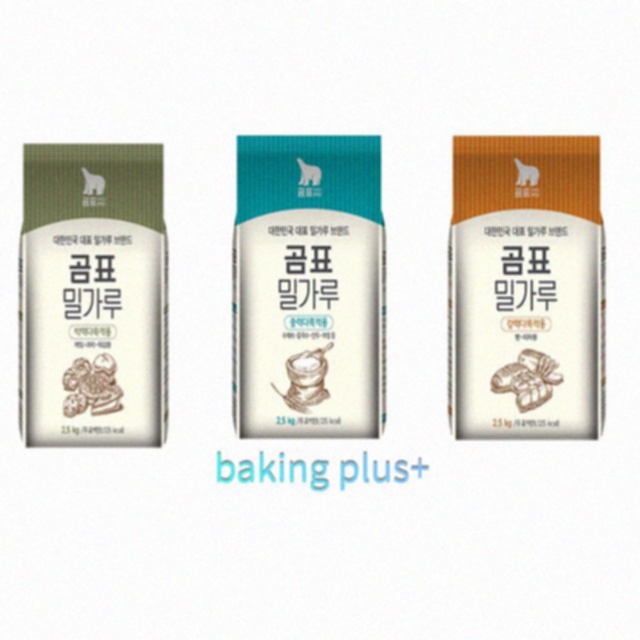 곰표
대한민국 대표 밀가루 브랜드
곰표
밀가루
박력다목적용
2.5 kg
곰표
대한민국 대표 밀가루 브랜드
곰표
밀가루
중력다목적용
2.5 kg
곰표
대한민국 대표 밀가루 브랜드
곰표
밀가루
강력다목적용
2.5 kg
baking plus+